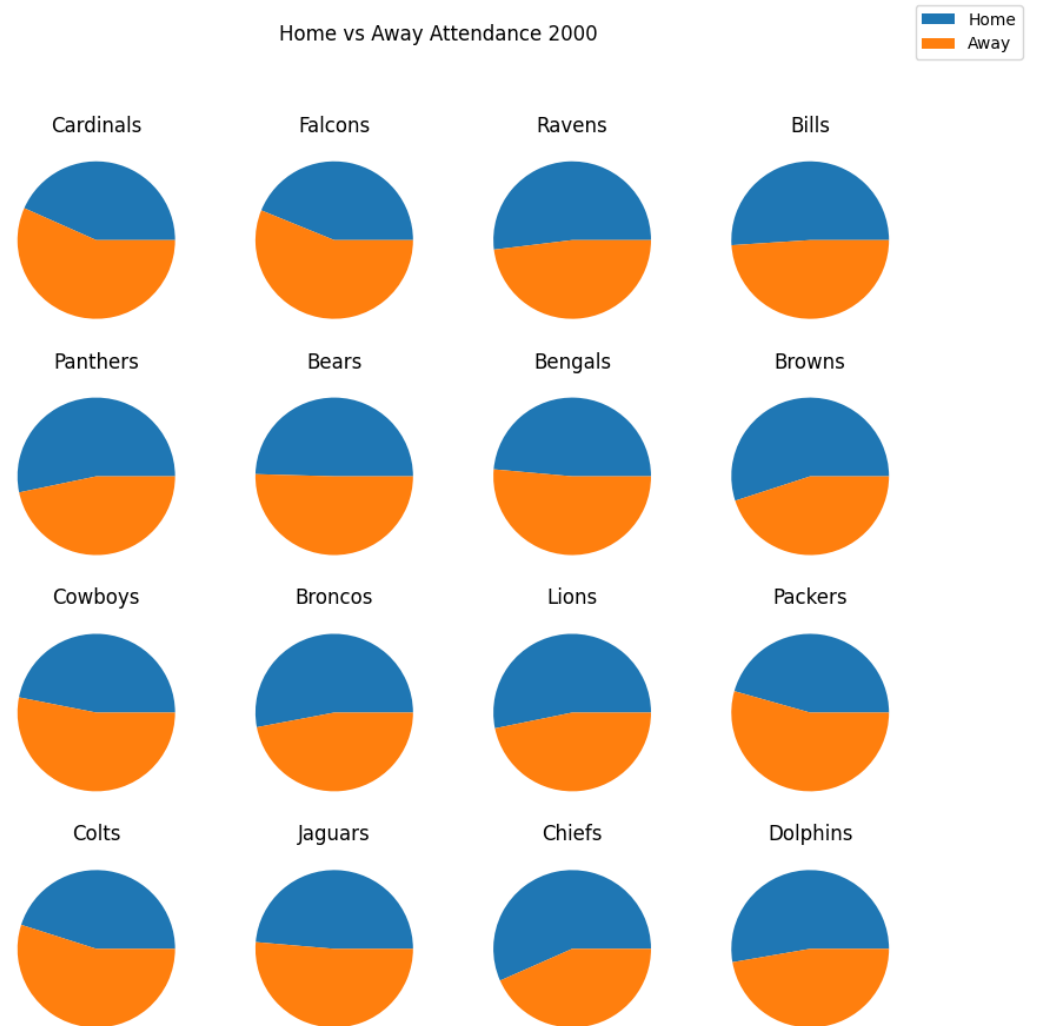 Home vs Away Attendance 2000
Home
Away
Cardinals
Falcons
Ravens
Bills
Panthers
Bears
Bengals
Browns
Cowboys
Broncos
Lions
Packers
Colts
Jaguars
Chiefs
Dolphins